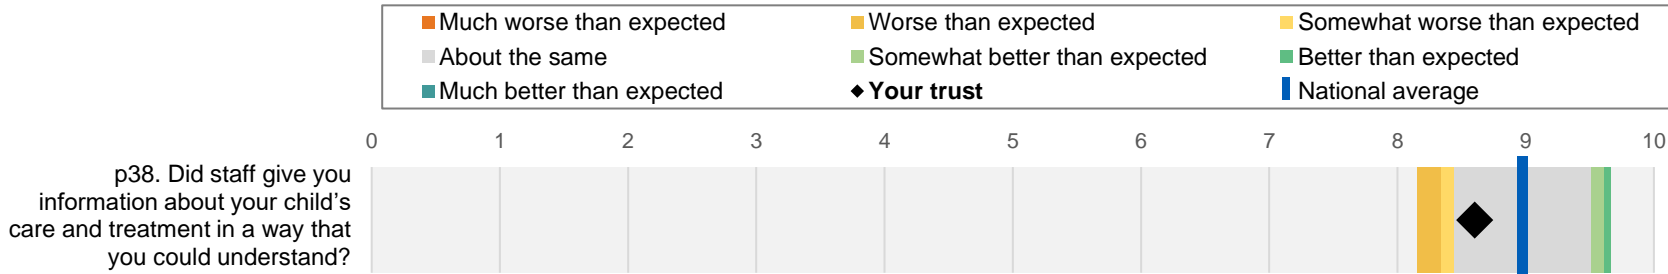 Much worse than expected Worse than expected Somewhat worse than expected
About the same Somewhat better than expected Better than expected
Much better than expected Your trust National average
0 1 2 3 4 5 6 7 8 9 10
p38. Did staff give you
information about your child’s
care and treatment in a way that
you could understand?